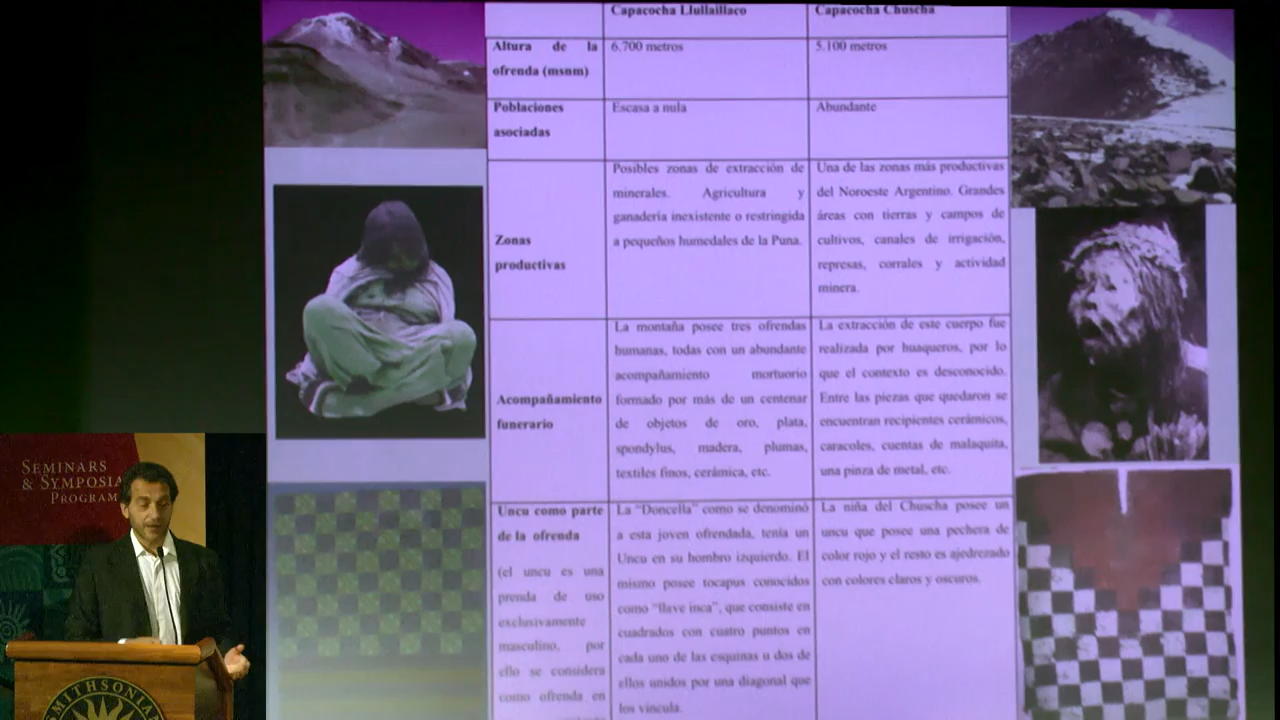 Capacocha Llullaillaco
Capacocha Chuscha
Altura de la
ofrenda (msnm)
6.700 metros
5.100 metros
Poblaciones
asociadas
Escasa a nula
Abundante
Zonas
productivas
Posibles zonas de extracción de
minerales. Agricultura y
ganadería inexistente o restringida
a pequeños humedales de la Puna.
Una de las zonas más productivas
del Noroeste Argentino. Grandes
áreas con tierras y campos de
cultivos, canales de irrigación,
represas, corrales y actividad
minera.
Acompañamiento
funerario
La montaña posee tres ofrendas
humanas, todas con un abundante
acompañamiento mortuorio
formado por más de un centenar
de objetos de oro, plata,
spondylus, madera, plumas,
textiles finos, cerámica, etc.
La extracción de este cuerpo fue
realizada por huaqueros, por lo
que el contexto es desconocido.
Entre las piezas que quedaron se
encuentran recipientes cerámicos,
caracoles, cuentas de malaquita,
una pinza de metal, etc.
Uncu como parte
de la ofrenda
(el uncu es una
prenda de uso
exclusivamente
masculino, por
ello se considera
como ofrenda en
La "Doncella" como se denominó
a esta joven ofrendada, tenía un
Uncu en su hombro izquierdo. El
mismo posee tocapus conocidos
como "llave inca", que consiste en
cuadrados con cuatro puntos en
cada uno de las esquinas u dos de
ellos unidos por una diagonal que
los vincula.
La niña del Chuscha posee un
uncu que posee una pechera de
color rojo y el resto es ajedrezado
con colores claros y oscuros.
SEMINARS
& SYMPOSIA
PROGRAM
SMITHSONIAN